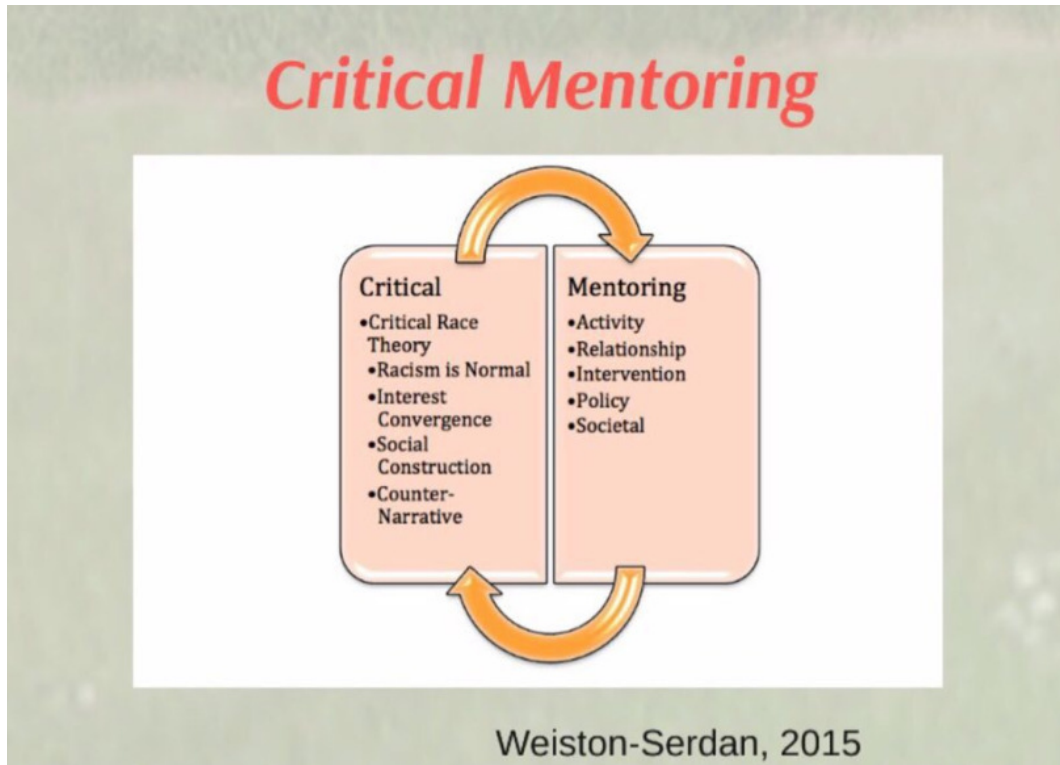 Critical Mentoring
Critical
•Critical Race
Theory
•Racism is Normal
•Interest
Convergence
•Social
Construction
•Counter-
Narrative
Mentoring
•Activity
•Relationship
•Intervention
•Policy
•Societal
Weiston-Serdan, 2015